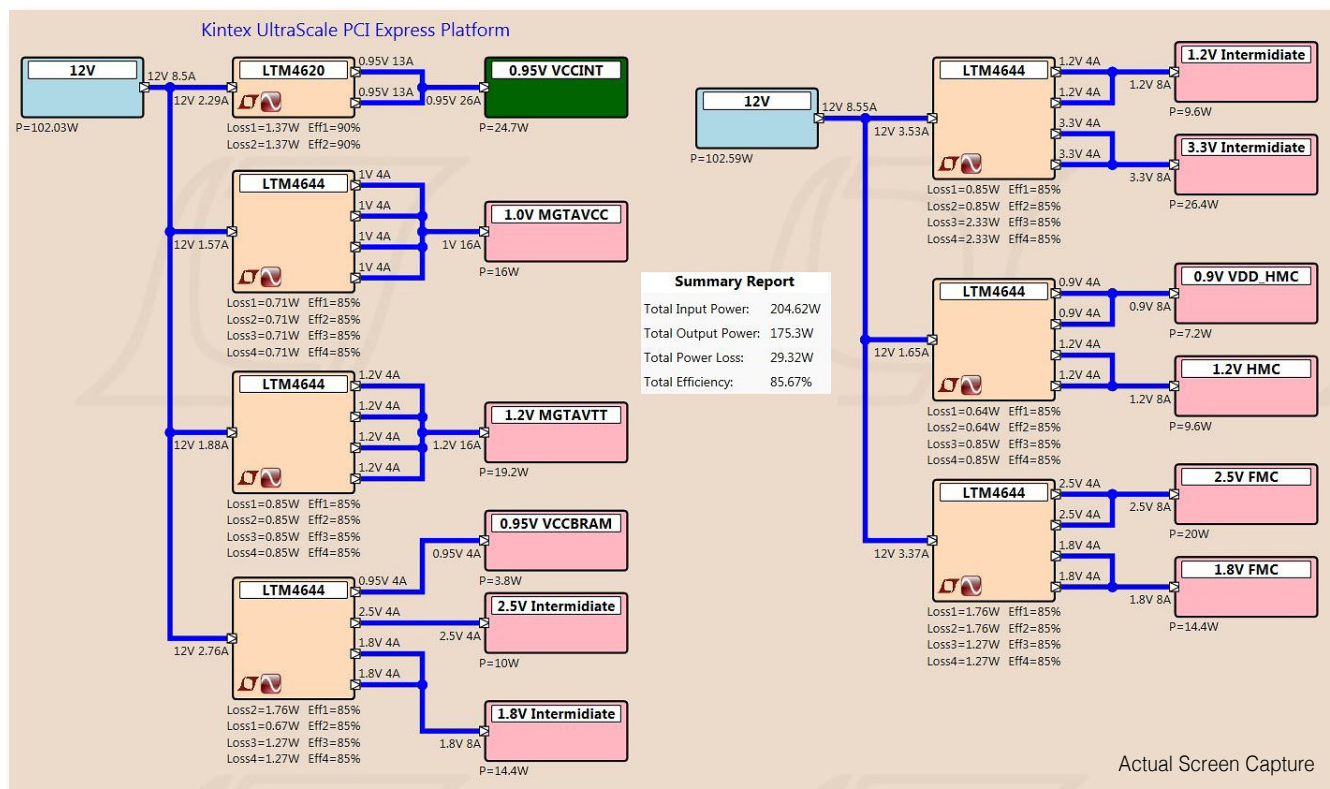 Kintex UltraScale PCI Express Platform
12V
12V 8.5A
P=102.03W
12V 2.29A
LTM4620
0.95V 13A
0.95V 13A
0.95V 26A
Loss1=1.37W Eff1=90%
Loss2=1.37W Eff2=90%
0.95V VCCINT
P=24.7W
12V 1.57A
LTM4644
1V 4A
1V 4A
1V 4A
1V 4A
1V 16A
Loss1=0.71W Eff1=85%
Loss2=0.71W Eff2=85%
Loss3=0.71W Eff3=85%
Loss4=0.71W Eff4=85%
1.0V MGTAVCC
P=16W
12V 1.88A
LTM4644
1.2V 4A
1.2V 4A
1.2V 4A
1.2V 4A
1.2V 16A
Loss1=0.85W Eff1=85%
Loss2=0.85W Eff2=85%
Loss3=0.85W Eff3=85%
Loss4=0.85W Eff4=85%
1.2V MGTAVTT
P=19.2W
12V 2.76A
LTM4644
0.95V 4A
2.5V 4A
1.8V 4A
1.8V 4A
Loss2=1.76W Eff1=85%
Loss1=0.67W Eff2=85%
Loss3=1.27W Eff3=85%
Loss4=1.27W Eff4=85%
0.95V 4A
0.95V VCCBRAM
P=3.8W
2.5V 4A
2.5V Intermidiate
P=10W
1.8V 8A
1.8V Intermidiate
P=14.4W
Summary Report
Total Input Power: 204.62W
Total Output Power: 175.3W
Total Power Loss: 29.32W
Total Efficiency: 85.67%
12V
12V 8.55A
P=102.59W
12V 3.53A
LTM4644
1.2V 4A
1.2V 4A
3.3V 4A
3.3V 4A
Loss1=0.85W Eff1=85%
Loss2=0.85W Eff2=85%
Loss3=2.33W Eff3=85%
Loss4=2.33W Eff4=85%
1.2V 8A
1.2V Intermidiate
P=9.6W
3.3V 8A
3.3V Intermidiate
P=26.4W
12V 1.65A
LTM4644
0.9V 4A
0.9V 4A
1.2V 4A
1.2V 4A
Loss1=0.64W Eff1=85%
Loss2=0.64W Eff2=85%
Loss3=0.85W Eff3=85%
Loss4=0.85W Eff4=85%
0.9V 8A
0.9V VDD_HMC
P=7.2W
1.2V 8A
1.2V HMC
P=9.6W
12V 3.37A
LTM4644
2.5V 4A
2.5V 4A
1.8V 4A
1.8V 4A
Loss1=1.76W Eff1=85%
Loss2=1.76W Eff2=85%
Loss3=1.27W Eff3=85%
Loss4=1.27W Eff4=85%
2.5V 8A
2.5V FMC
P=20W
1.8V 8A
1.8V FMC
P=14.4W
Actual Screen Capture